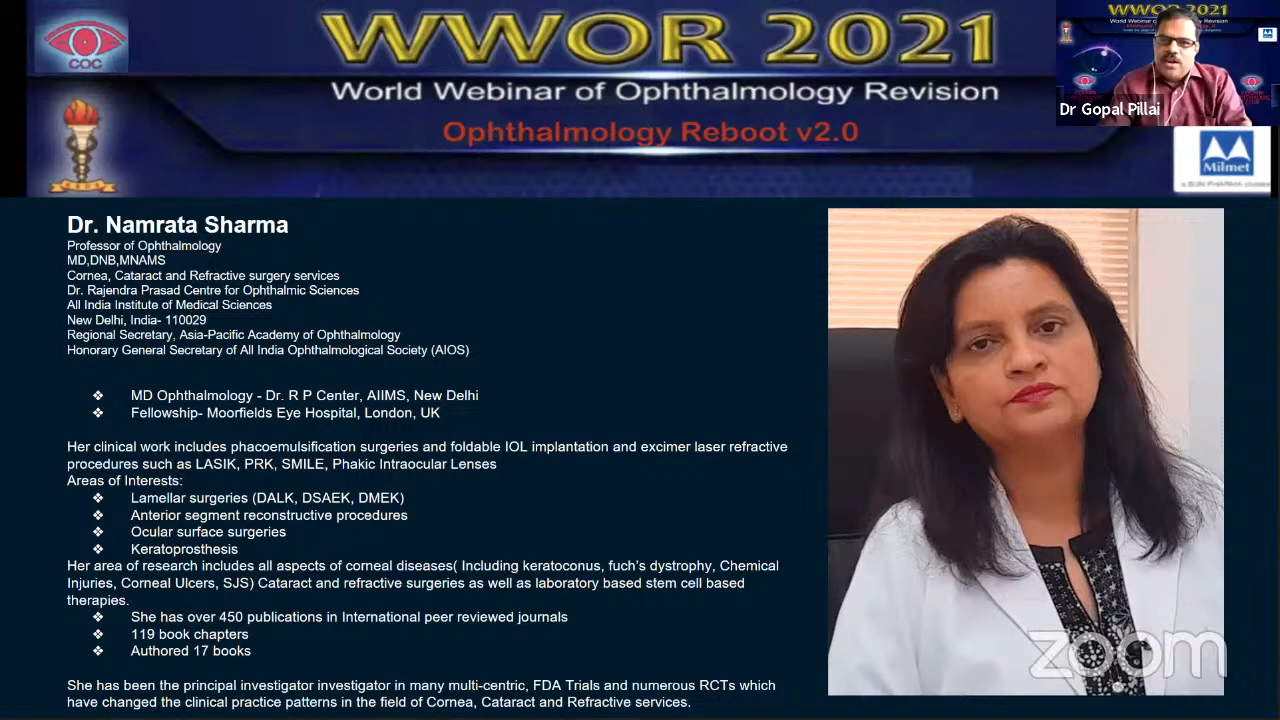 WWOR 2021
World Webinar of Ophthalmology Revision
Ophthalmology Reboot v2.0
COC
WWOR 2021
World Webinar of Ophthalmology Revision
Dr Gopal Pillai
Milmet
a SUN PHARMA division
Dr. Namrata Sharma
Professor of Ophthalmology
MD,DNB,MNAMS
Cornea, Cataract and Refractive surgery services
Dr. Rajendra Prasad Centre for Ophthalmic Sciences
All India Institute of Medical Sciences
New Delhi, India- 110029
Regional Secretary, Asia-Pacific Academy of Ophthalmology
Honorary General Secretary of All India Ophthalmological Society (AIOS)
❖ MD Ophthalmology - Dr. R P Center, AIIMS, New Delhi
❖ Fellowship- Moorfields Eye Hospital, London, UK
Her clinical work includes phacoemulsification surgeries and foldable IOL implantation and excimer laser refractive
procedures such as LASIK, PRK, SMILE, Phakic Intraocular Lenses
Areas of Interests:
❖ Lamellar surgeries (DALK, DSAEK, DMEK)
❖ Anterior segment reconstructive procedures
❖ Ocular surface surgeries
❖ Keratoprosthesis
Her area of research includes all aspects of corneal diseases( Including keratoconus, fuch's dystrophy, Chemical
Injuries, Corneal Ulcers, SJS) Cataract and refractive surgeries as well as laboratory based stem cell based
therapies.
❖ She has over 450 publications in International peer reviewed journals
❖ 119 book chapters
❖ Authored 17 books
She has been the principal investigator investigator in many multi-centric, FDA Trials and numerous RCTs which
have changed the clinical practice patterns in the field of Cornea, Cataract and Refractive services.
zoom